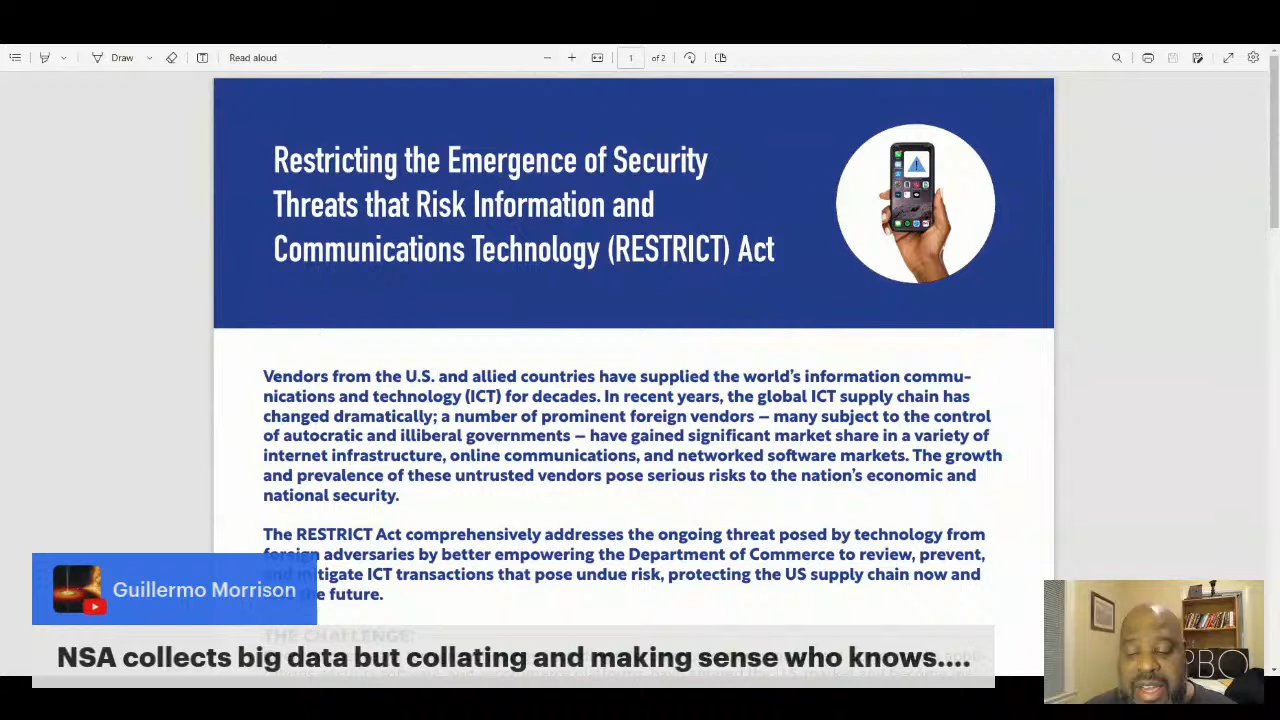 Draw
Read aloud
1 of 2
Restricting the Emergence of Security
Threats that Risk Information and
Communications Technology (RESTRICT) Act
Vendors from the U.S. and allied countries have supplied the world's information commu-
nications and technology (ICT) for decades. In recent years, the global ICT supply chain has
changed dramatically; a number of prominent foreign vendors – many subject to the control
of autocratic and illiberal governments – have gained significant market share in a variety of
internet infrastructure, online communications, and networked software markets. The growth
and prevalence of these untrusted vendors pose serious risks to the nation's economic and
national security.
The RESTRICT Act comprehensively addresses the ongoing threat posed by technology from
foreign adversaries by better empowering the Department of Commerce to review, prevent,
and mitigate ICT transactions that pose undue risk, protecting the US supply chain now and
the future.
THE CHALLENGE:
Guillermo Morrison
NSA collects big data but collating and making sense who knows....
PBO